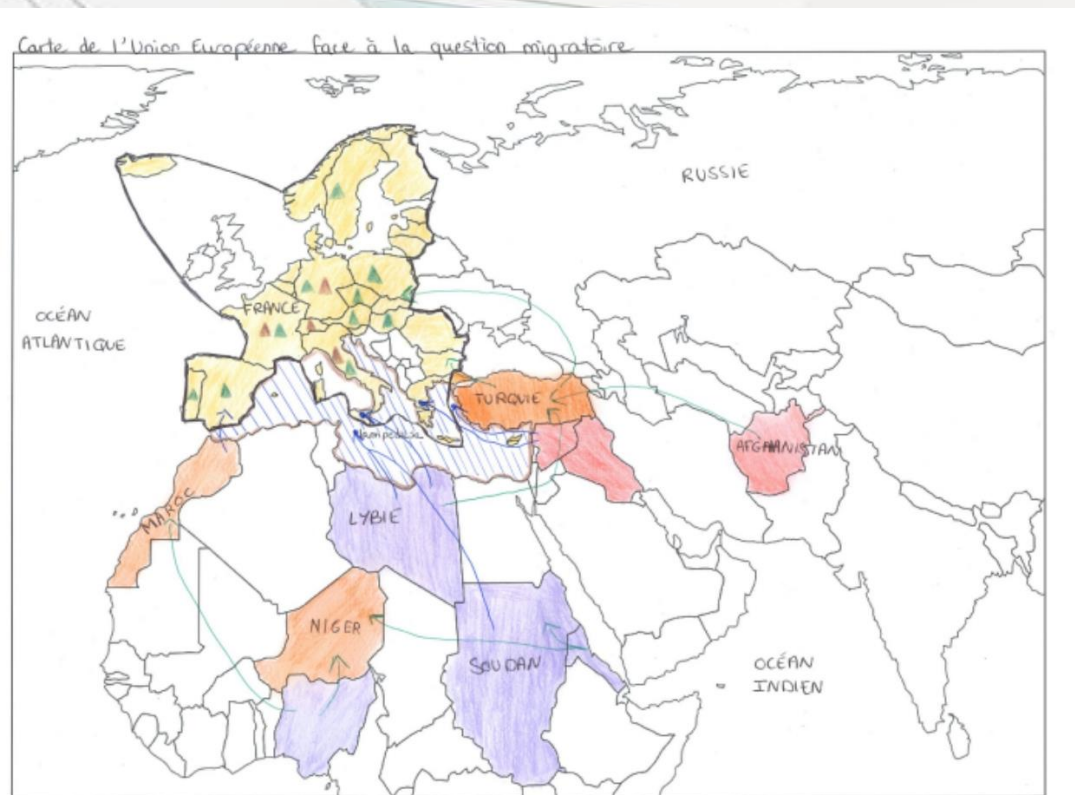 Carte de l'Union Européenne face à la question migratoire
RUSSIE
OCÉAN
ATLANTIQUE
FRANCE
TURQUIE
AFGHANISTAN
Lampedusa
MAROC
LYBIE
NIGER
SOUDAN
OCÉAN
INDIEN